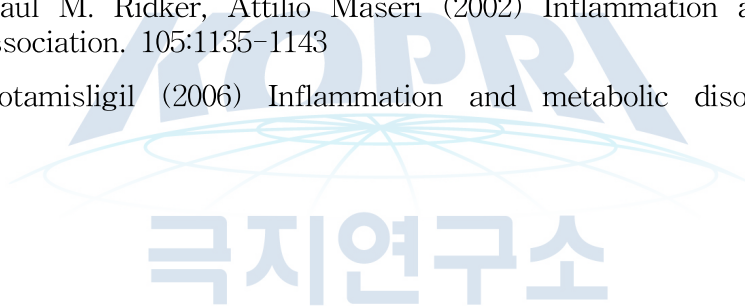 aul M. Ridker, Attilio Maseri (2002) Inflammation a
ssociation. 105:1135-1143
otamisligil (2006) Inflammation and metabolic diso
KOPRI
극지연구소